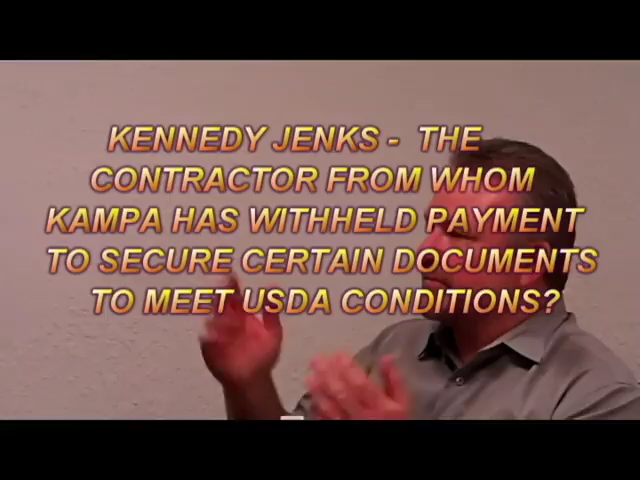 KENNEDY JENKS - THE
CONTRACTOR FROM WHOM
KAMPA HAS WITHHELD PAYMENT
TO SECURE CERTAIN DOCUMENTS
TO MEET USDA CONDITIONS?